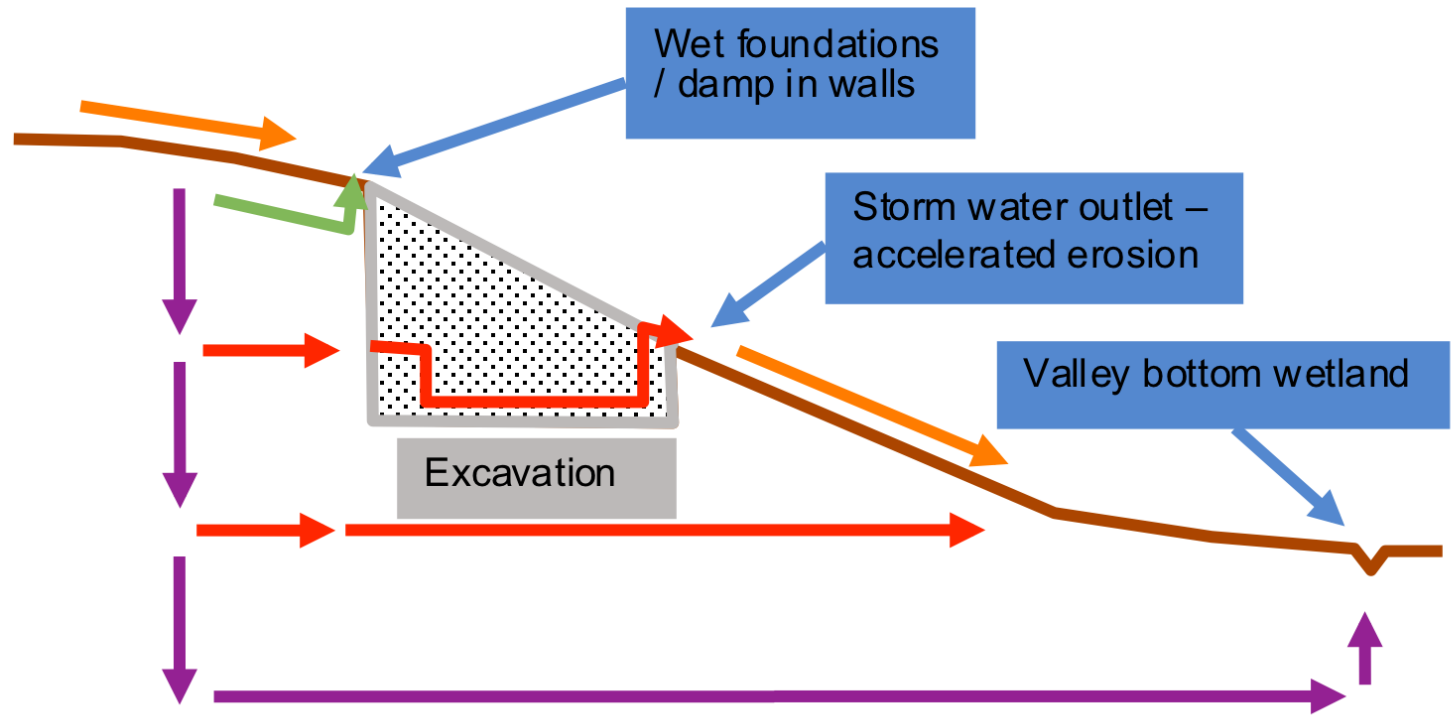 Wet foundations
/ damp in walls
Storm water outlet –
accelerated erosion
Valley bottom wetland
Excavation